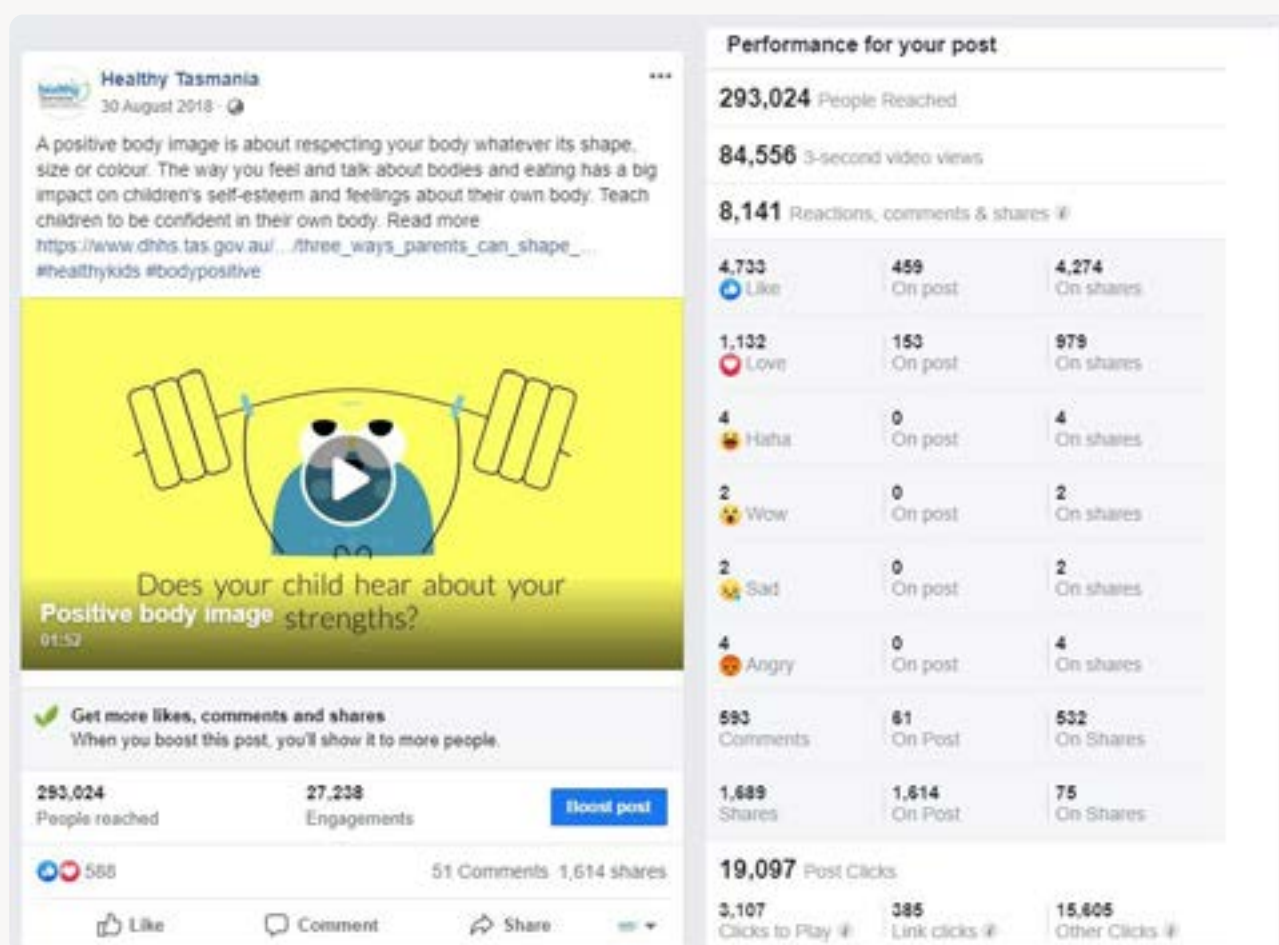 Healthy Tasmania
30 August 2018
A positive body image is about respecting your body whatever its shape,
size or colour. The way you feel and talk about bodies and eating has a big
impact on children's self-esteem and feelings about their own body. Teach
children to be confident in their own body. Read more
https://www.dhhs.tas.gov.au/.../three_ways_parents_can_shape_...
#healthykids #bodypositive
Does your child hear about your
strengths?
Positive body image
01:52
Get more likes, comments and shares
When you boost this post, you'll show it to more people.
293,024 27,238
People reached Engagements
Boost post
588 51 Comments 1,614 shares
Like Comment Share
Performance for your post
293,024 People Reached
84,556 3-second video views
8,141 Reactions, comments & shares
4,733 459 4,274
Like On post On shares
1,132 153 979
Love On post On shares
4 0 4
Haha On post On shares
2 0 2
Wow On post On shares
2 0 2
Sad On post On shares
4 0 4
Angry On post On shares
593 61 532
Comments On Post On Shares
1,689 1,614 75
Shares On Post On Shares
19,097 Post Clicks
3,107 385 15,605
Clicks to Play Link clicks Other Clicks